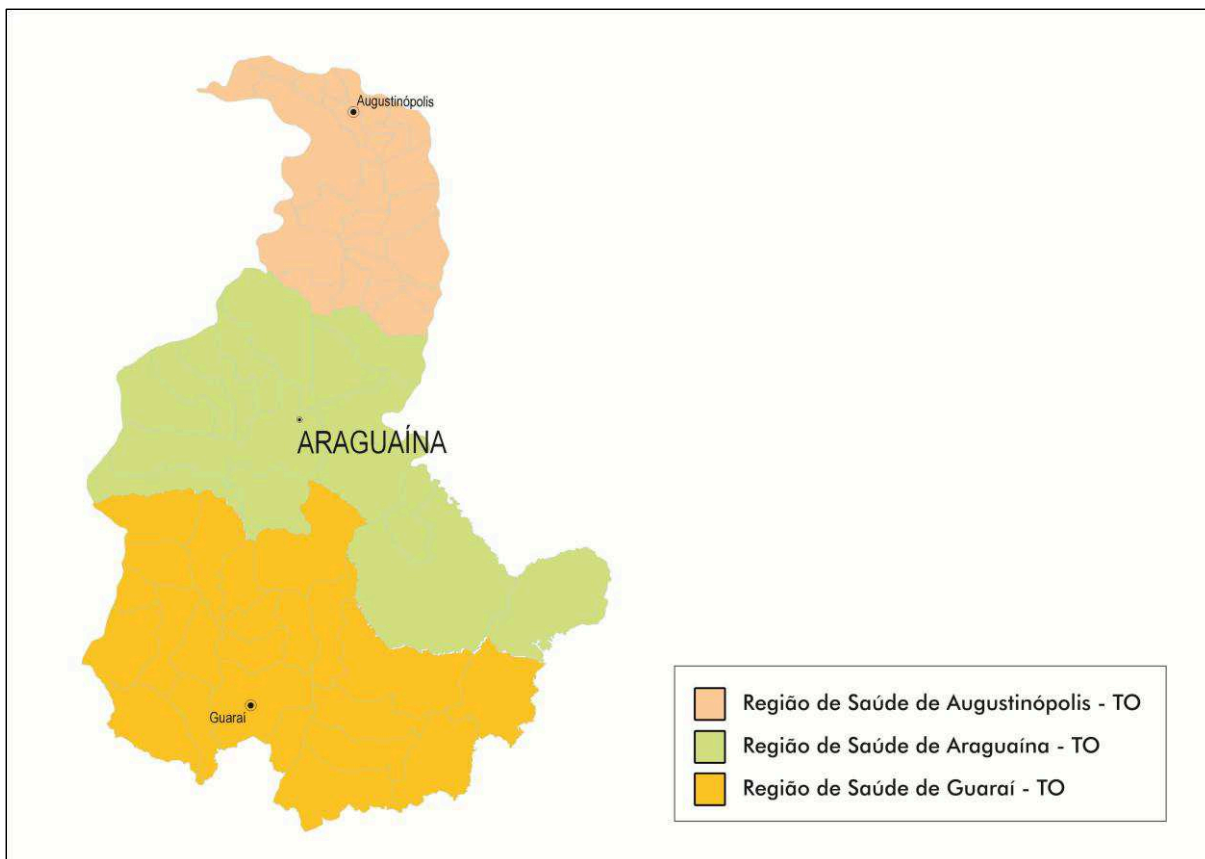 Augustinópolis
ARAGUAÍNA
Guaraí
Região de Saúde de Augustinópolis - TO
Região de Saúde de Araguaína - TO
Região de Saúde de Guaraí - TO